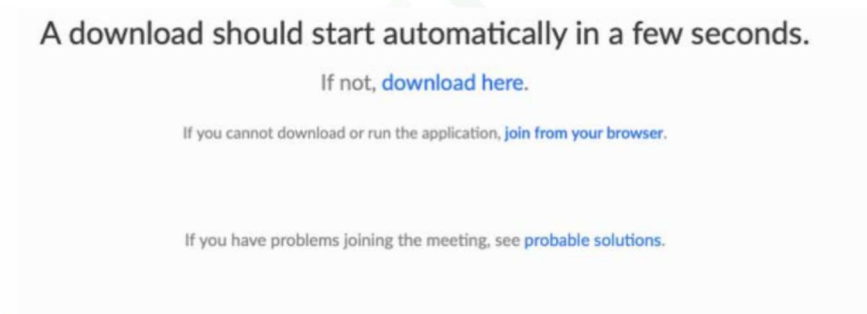 A download should start automatically in a few seconds.
If not, download here.
If you cannot download or run the application, join from your browser.
If you have problems joining the meeting, see probable solutions.